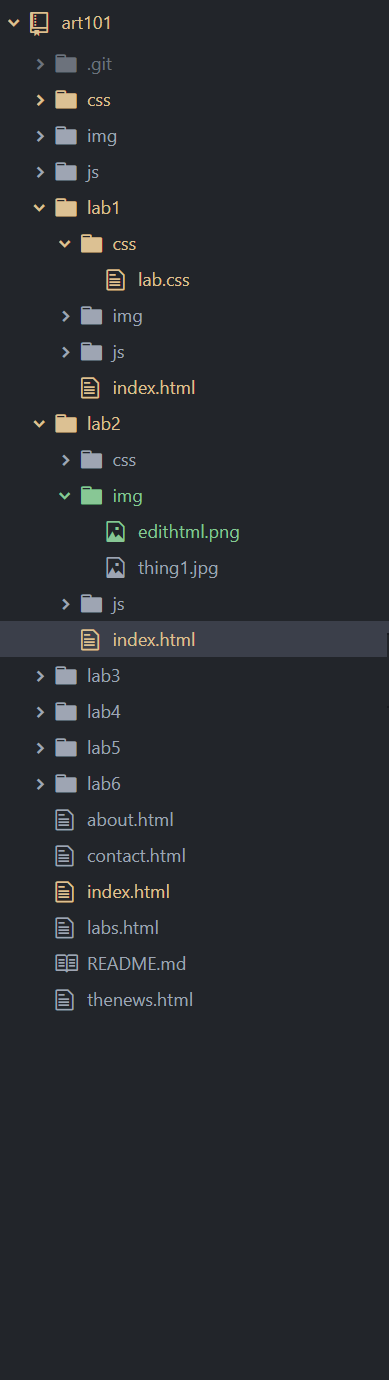 art101
.git
css
img
js
lab1
css
lab.css
img
js
index.html
lab2
css
img
edithtml.png
thing1.jpg
js
index.html
lab3
lab4
lab5
lab6
about.html
contact.html
index.html
labs.html
README.md
thenews.html